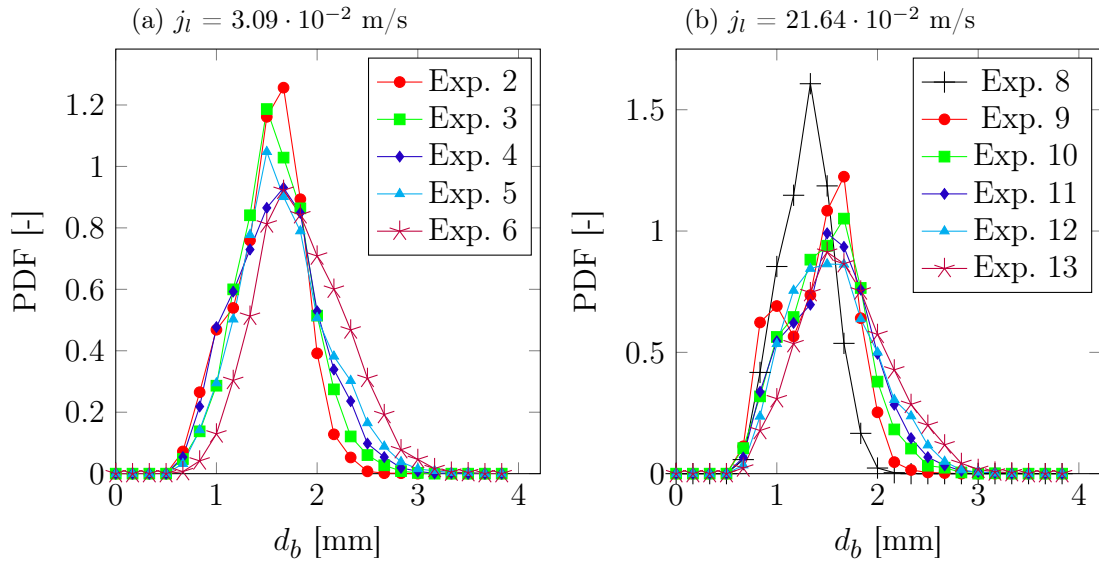 (a) j_l = 3.09 · 10⁻² m/s
PDF [-]
1.2
1
0.8
0.6
0.4
0.2
0
Exp. 2
Exp. 3
Exp. 4
Exp. 5
Exp. 6
0 1 2 3 4
d_b [mm]
(b) j_l = 21.64 · 10⁻² m/s
PDF [-]
1.5
1
0.5
0
Exp. 8
Exp. 9
Exp. 10
Exp. 11
Exp. 12
Exp. 13
0 1 2 3 4
d_b [mm]